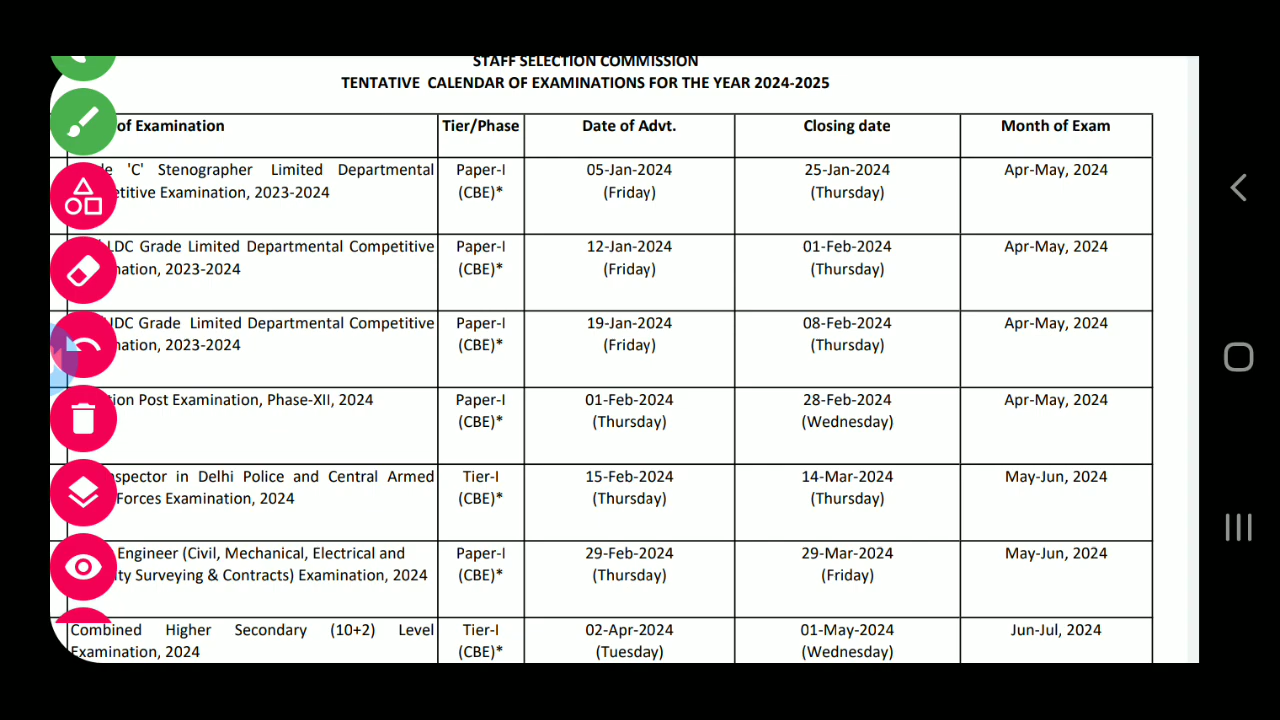 STAFF SELECTION COMMISSION
TENTATIVE CALENDAR OF EXAMINATIONS FOR THE YEAR 2024-2025
of Examination Tier/Phase Date of Advt. Closing date Month of Exam
'C' Stenographer Limited Departmental Paper-I 05-Jan-2024 25-Jan-2024 Apr-May, 2024
Examination, 2023-2024 (CBE)* (Friday) (Thursday)
LDC Grade Limited Departmental Competitive Paper-I 12-Jan-2024 01-Feb-2024 Apr-May, 2024
2023-2024 (CBE)* (Friday) (Thursday)
Grade Limited Departmental Competitive Paper-I 19-Jan-2024 08-Feb-2024 Apr-May, 2024
2023-2024 (CBE)* (Friday) (Thursday)
Post Examination, Phase-XII, 2024 Paper-I 01-Feb-2024 28-Feb-2024 Apr-May, 2024
(CBE)* (Thursday) (Wednesday)
in Delhi Police and Central Armed Tier-I 15-Feb-2024 14-Mar-2024 May-Jun, 2024
Forces Examination, 2024 (CBE)* (Thursday) (Thursday)
Engineer (Civil, Mechanical, Electrical and Paper-I 29-Feb-2024 29-Mar-2024 May-Jun, 2024
Surveying & Contracts) Examination, 2024 (CBE)* (Thursday) (Friday)
Combined Higher Secondary (10+2) Level Tier-I 02-Apr-2024 01-May-2024 Jun-Jul, 2024
Examination, 2024 (CBE)* (Tuesday) (Wednesday)